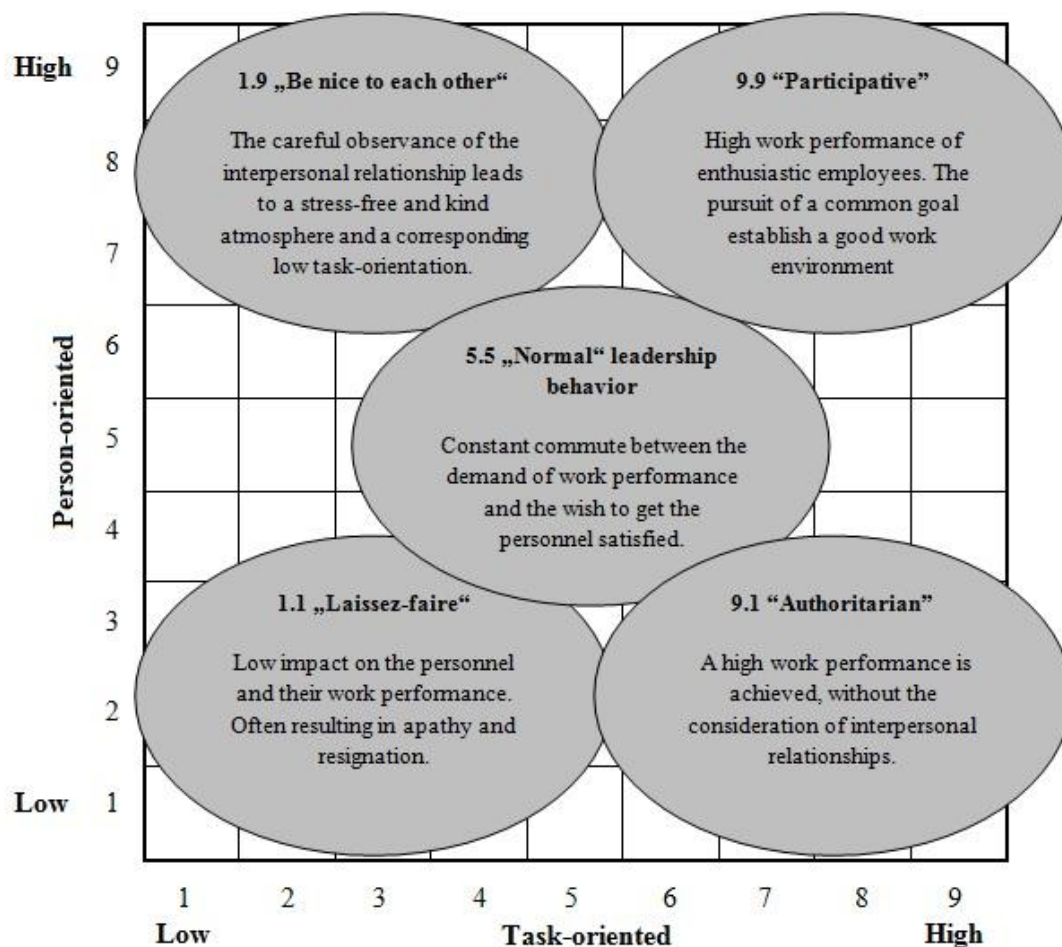 High 9
8
7
6
5
4
3
2
Low 1
Person-oriented
1.9 „Be nice to each other“
The careful observance of the
interpersonal relationship leads
to a stress-free and kind
atmosphere and a corresponding
low task-orientation.
9.9 “Participative”
High work performance of
enthusiastic employees. The
pursuit of a common goal
establish a good work
environment
5.5 „Normal“ leadership
behavior
Constant commute between the
demand of work performance
and the wish to get the
personnel satisfied.
1.1 „Laissez-faire“
Low impact on the personnel
and their work performance.
Often resulting in apathy and
resignation.
9.1 “Authoritarian”
A high work performance is
achieved, without the
consideration of interpersonal
relationships.
1 2 3 4 5 6 7 8 9
Low Task-oriented High